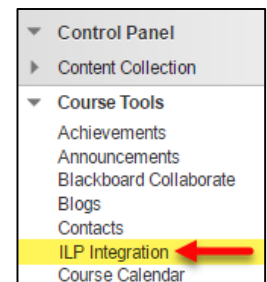 Control Panel
Content Collection
Course Tools
Achievements
Announcements
Blackboard Collaborate
Blogs
Contacts
ILP Integration
Course Calendar